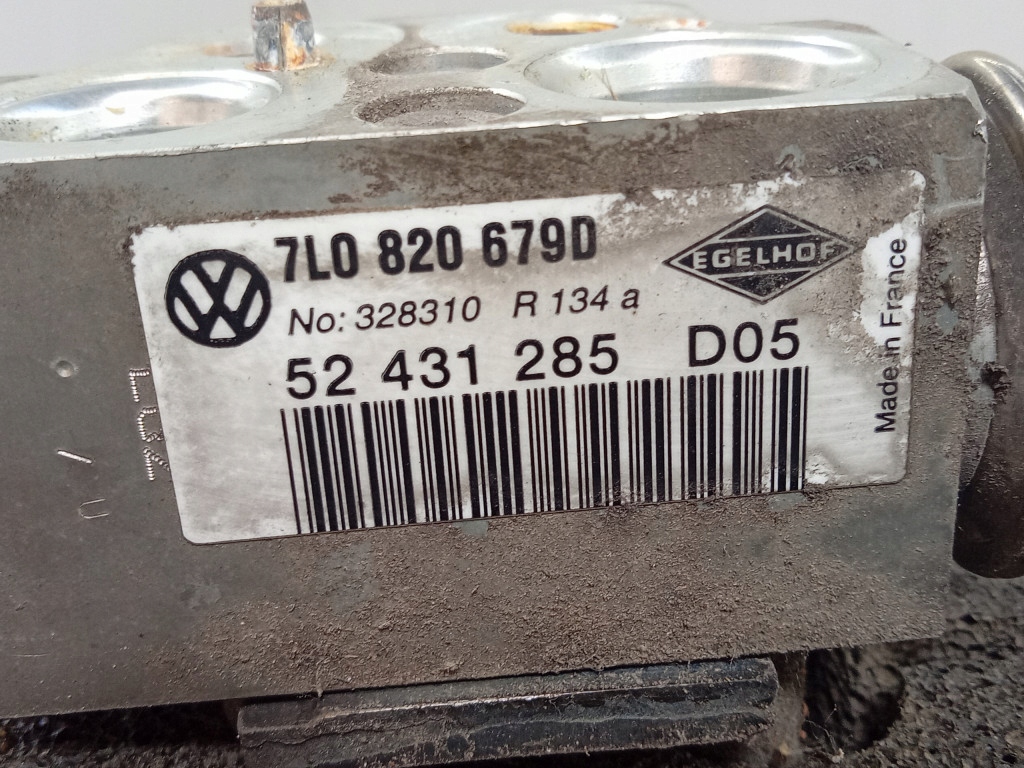 7L0 820 679D
EGELHOF
No: 328310 R 134 a
52 431 285 D05
Made in France